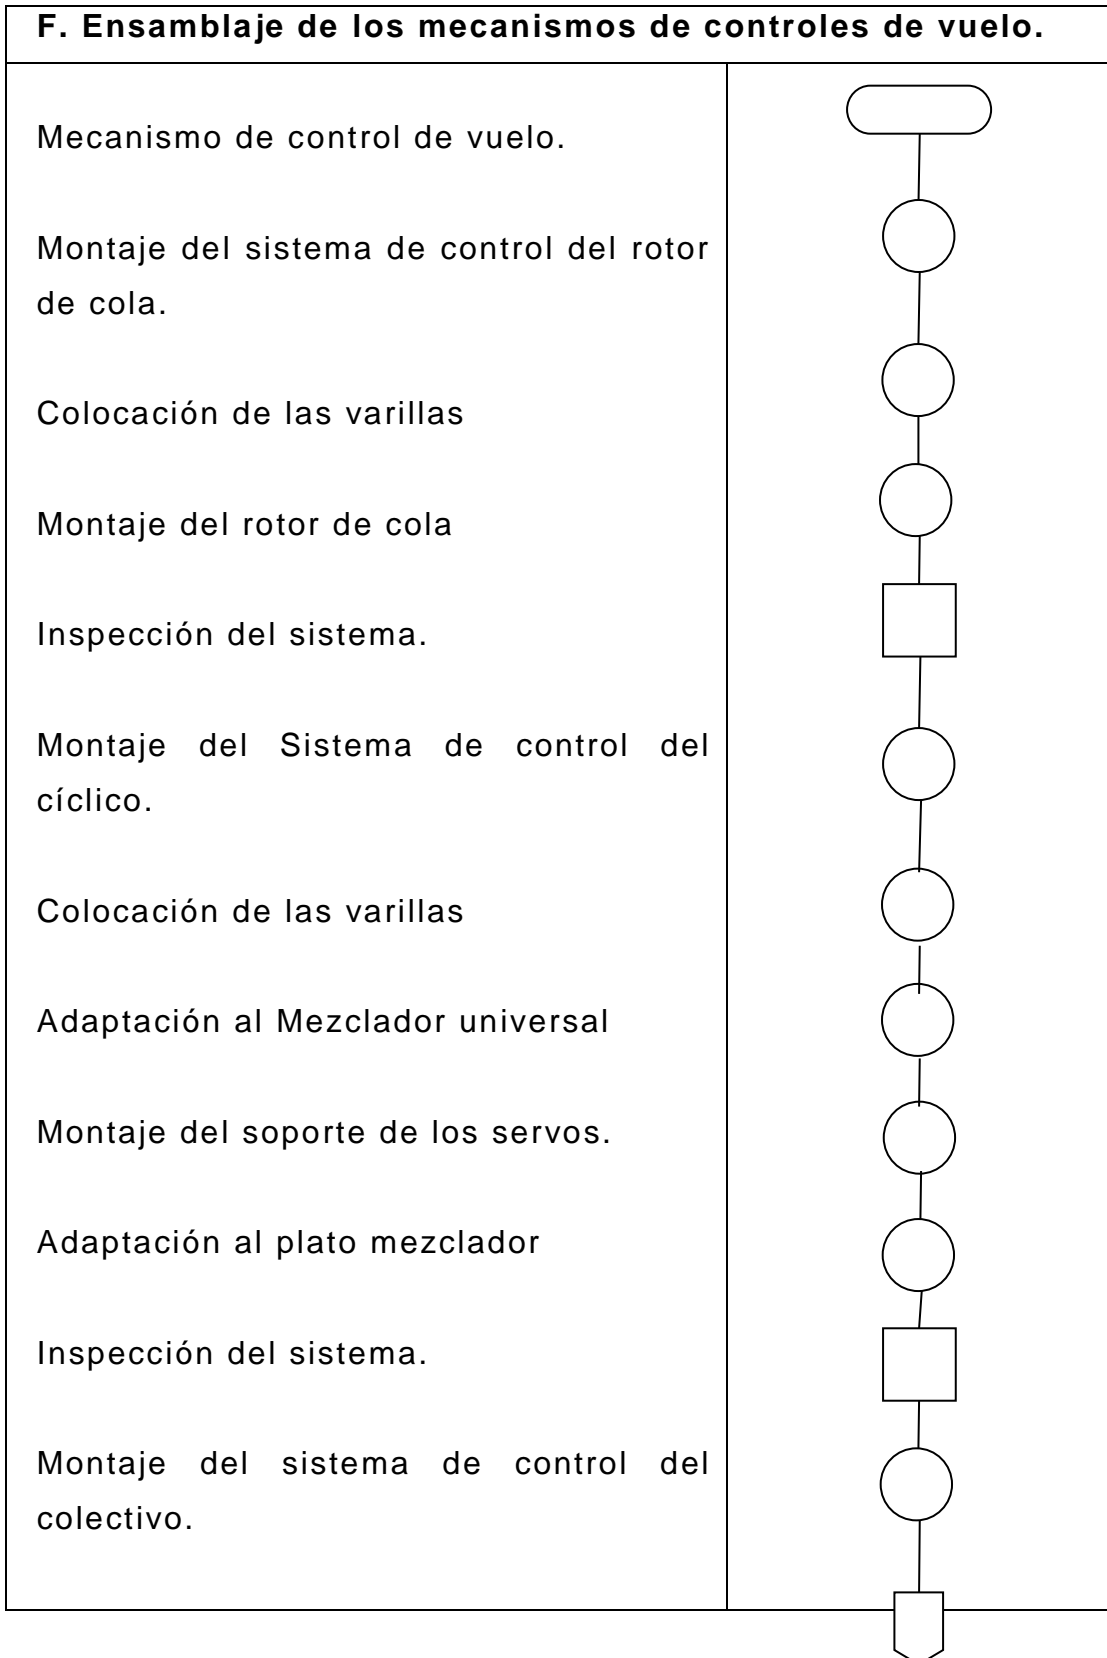 F. Ensamblaje de los mecanismos de controles de vuelo.
Mecanismo de control de vuelo.
Montaje del sistema de control del rotor
de cola.
Colocación de las varillas
Montaje del rotor de cola
Inspección del sistema.
Montaje del Sistema de control del
cíclico.
Colocación de las varillas
Adaptación al Mezclador universal
Montaje del soporte de los servos.
Adaptación al plato mezclador
Inspección del sistema.
Montaje del sistema de control del
colectivo.